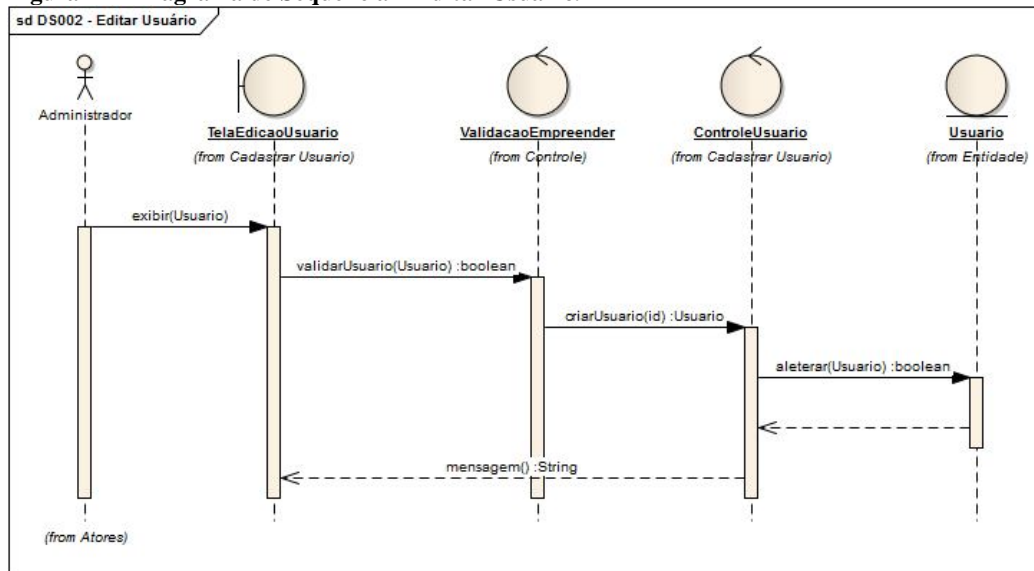 sd DS002 - Editar Usuário
Administrador
TelaEdicaoUsuario
(from Cadastrar Usuario)
ValidacaoEmpreender
(from Controle)
ControleUsuario
(from Cadastrar Usuario)
Usuario
(from Entidade)
exibir(Usuario)
validarUsuario(Usuario) :boolean
criarUsuario(id) :Usuario
aleterar(Usuario) :boolean
mensagem() :String
(from Atores)